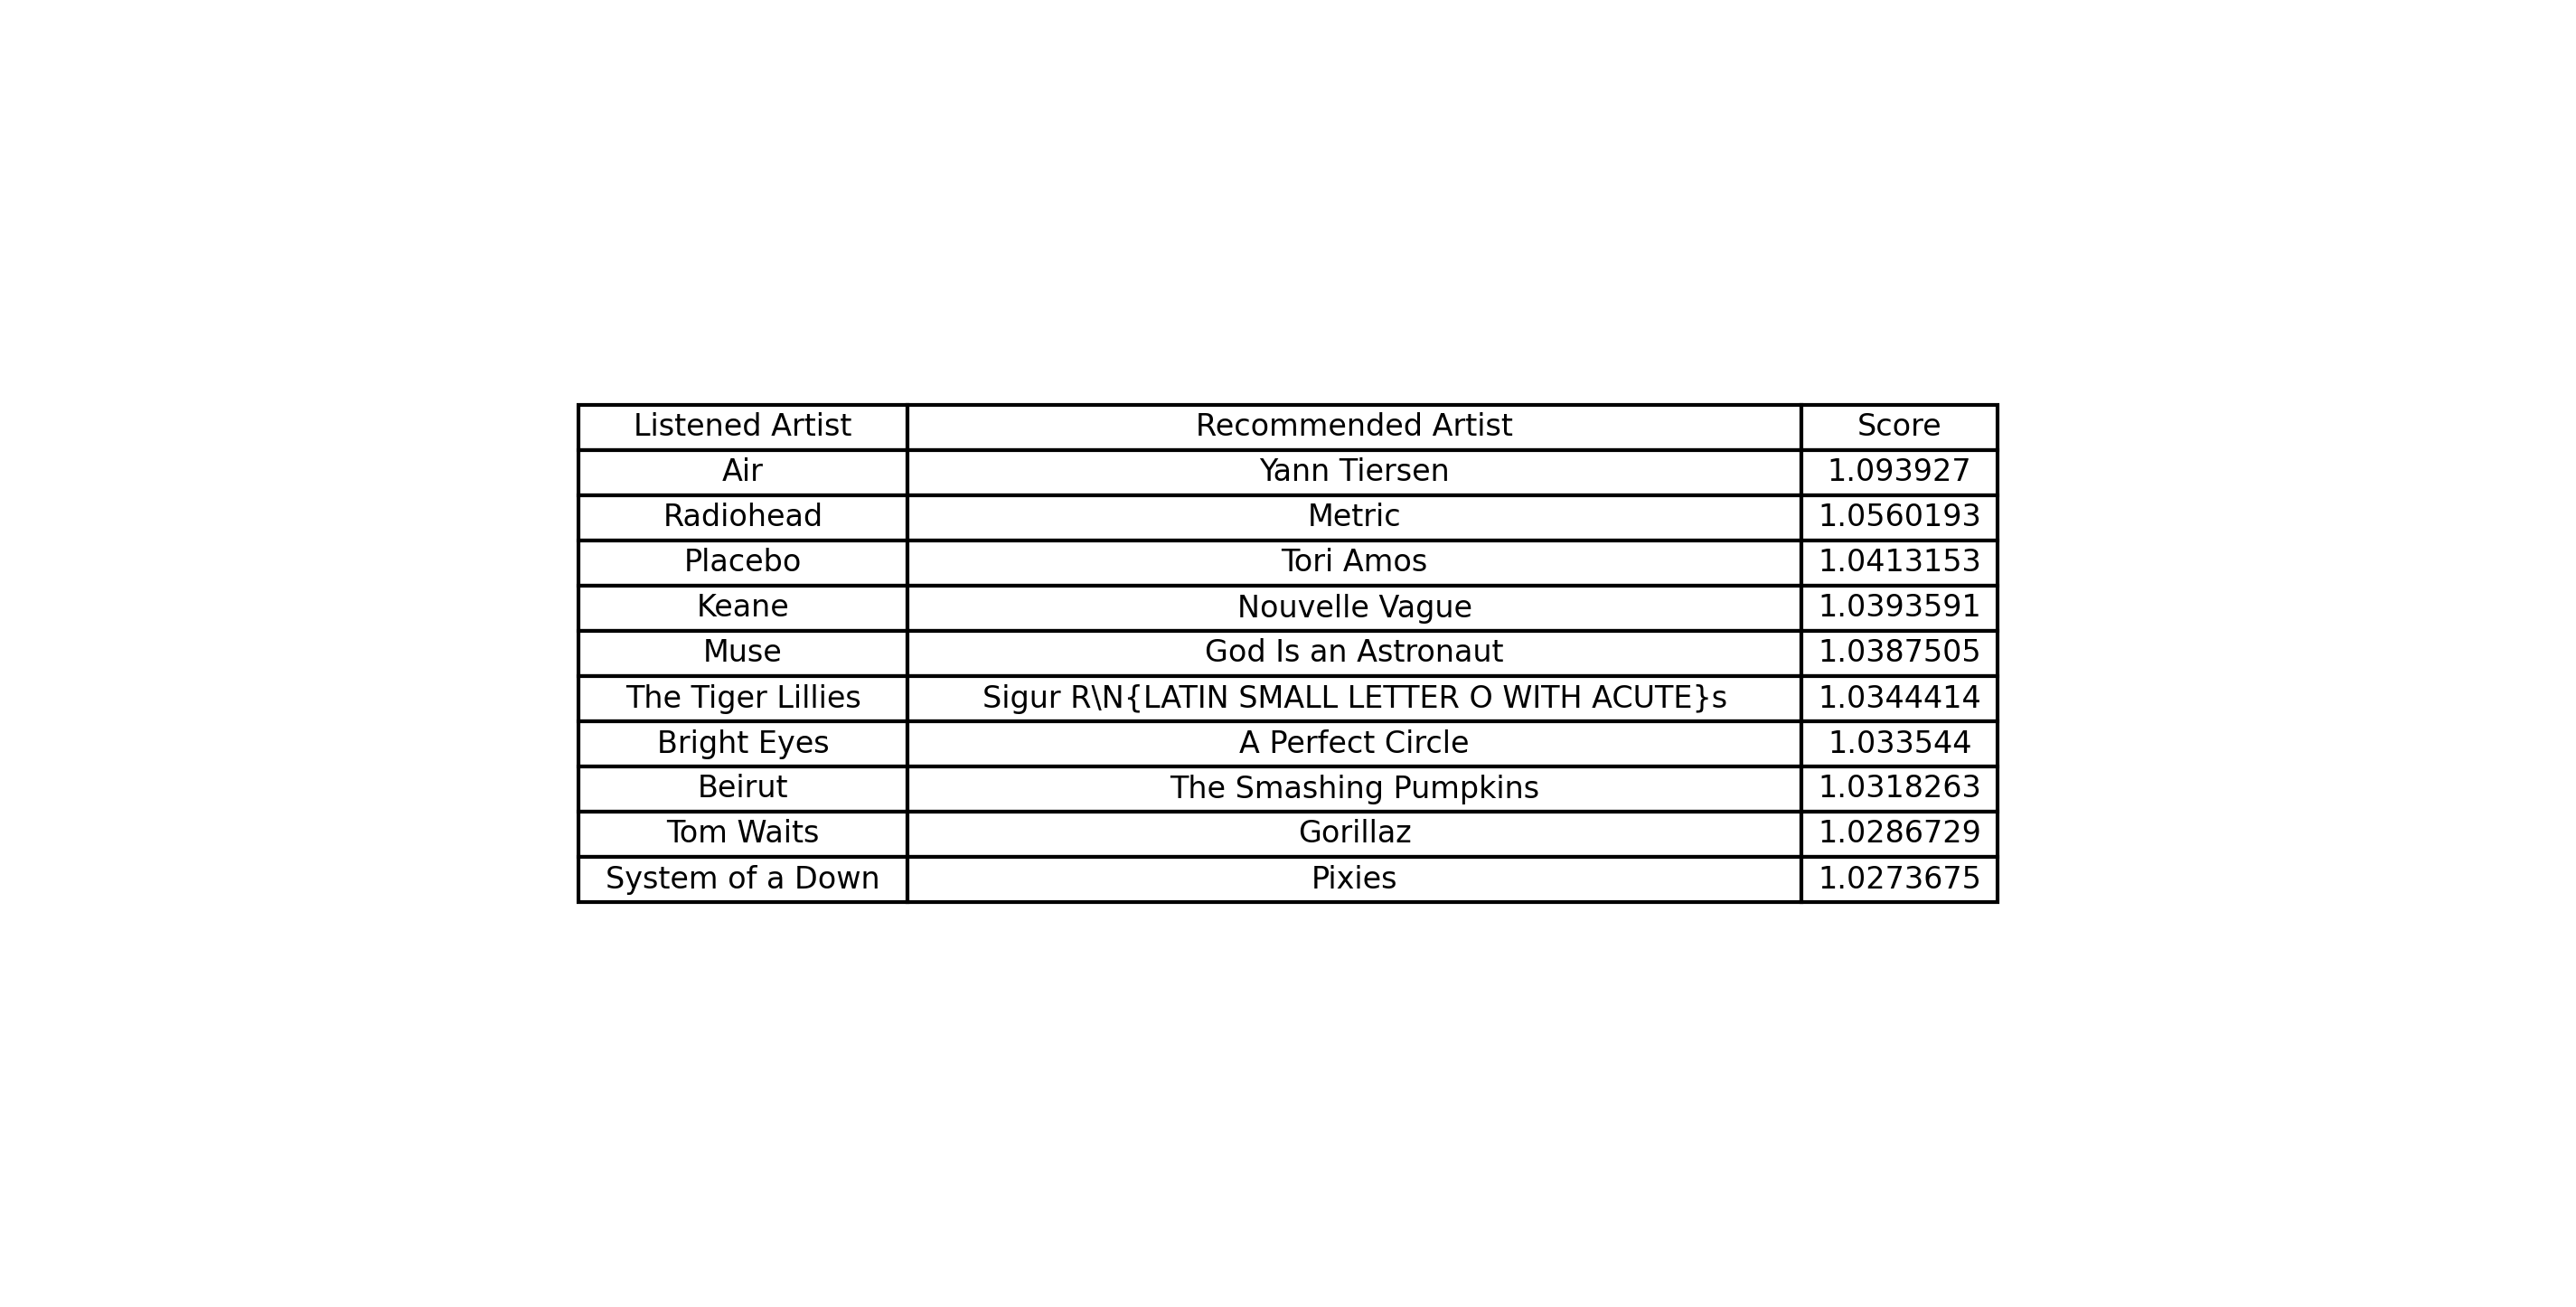 Listened Artist Recommended Artist Score
Air Yann Tiersen 1.093927
Radiohead Metric 1.0560193
Placebo Tori Amos 1.0413153
Keane Nouvelle Vague 1.0393591
Muse God Is an Astronaut 1.0387505
The Tiger Lillies Sigur R\N{LATIN SMALL LETTER O WITH ACUTE}s 1.0344414
Bright Eyes A Perfect Circle 1.033544
Beirut The Smashing Pumpkins 1.0318263
Tom Waits Gorillaz 1.0286729
System of a Down Pixies 1.0273675